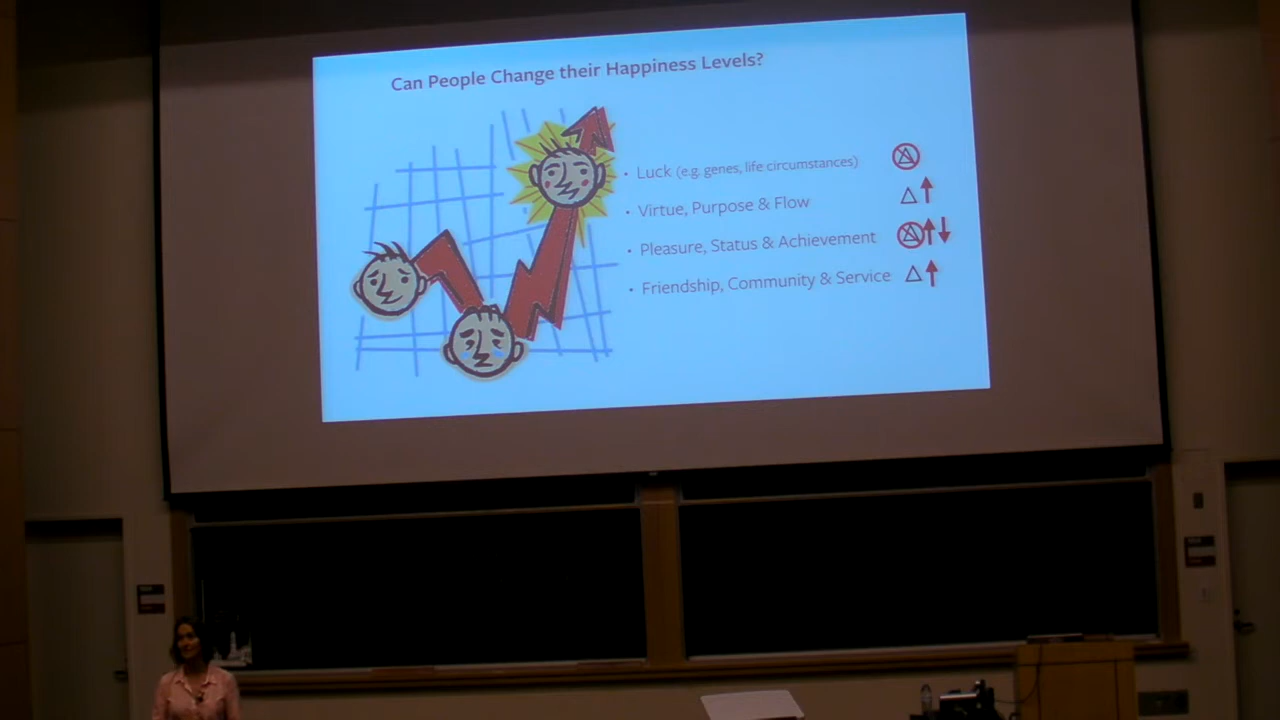 Can People Change their Happiness Levels?
• Luck (e.g. genes, life circumstances)
• Virtue, Purpose & Flow
• Pleasure, Status & Achievement
• Friendship, Community & Service